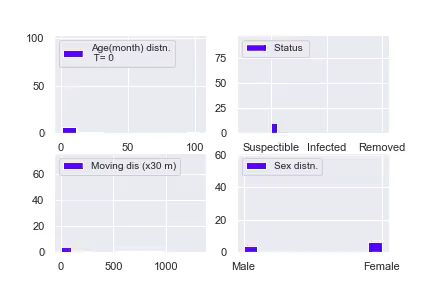 100
50
0
Age(month) distn.
T= 0
0 50 100
75
50
25
0
Status
Suspectible Infected Removed
60
40
20
0
Moving dis (x30 m)
0 500 1000
60
40
20
0
Sex distn.
Male Female